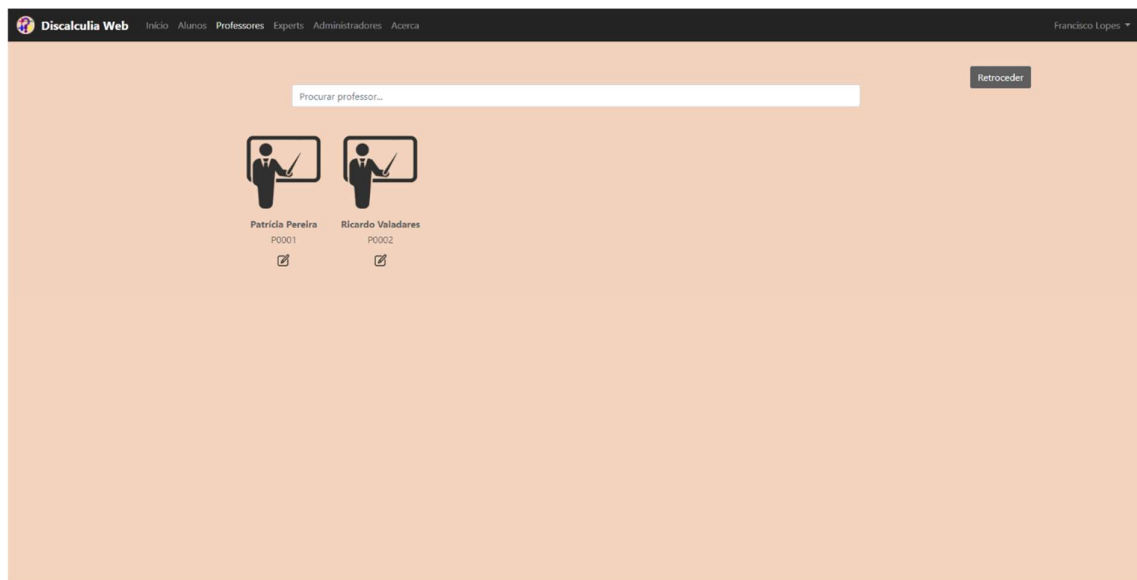 Discalculia Web Início Alunos Professores Experts Administradores Acerca Francisco Lopes
Retroceder
Procurar professor...
Patrícia Pereira Ricardo Valadares
P0001 P0002